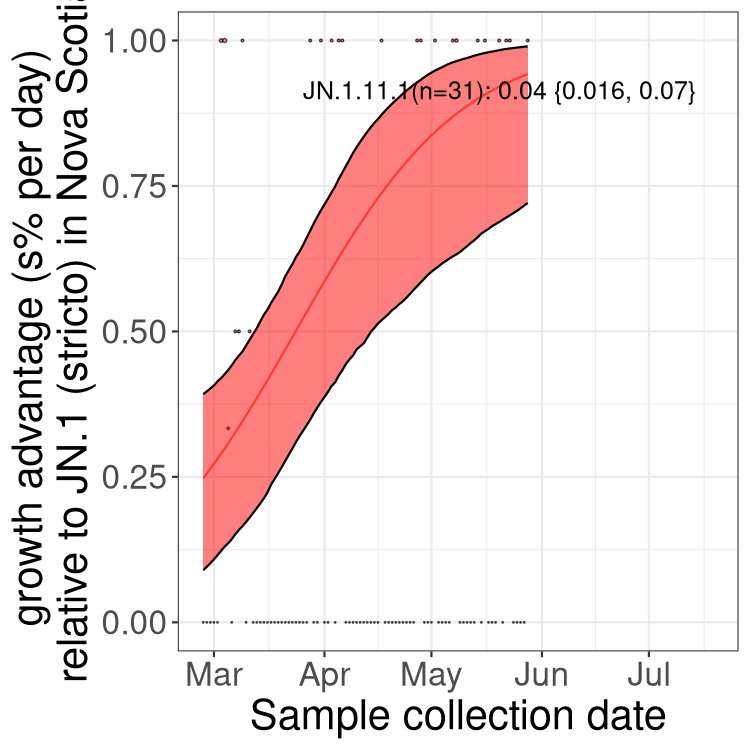 growth advantage (s% per day)
relative to JN.1 (stricto) in Nova Scotia
1.00
0.75
0.50
0.25
0.00
JN.1.11.1(n=31): 0.04 {0.016, 0.07}
Mar Apr May Jun Jul
Sample collection date